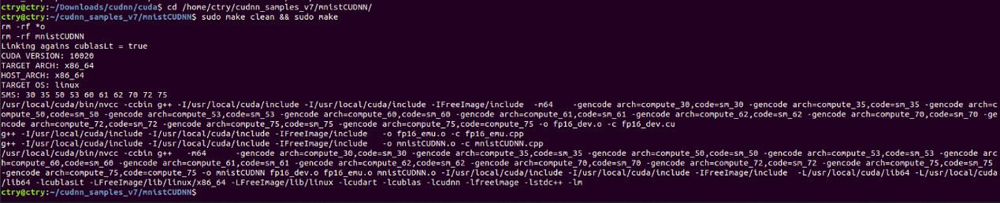 ctry@ctry:~/Downloads/cudnn/cuda$ cd /home/ctry/cudnn_samples_v7/mnistCUDNN/
ctry@ctry:~/cudnn_samples_v7/mnistCUDNN$ sudo make clean && sudo make
rm -rf *o
rm -rf mnistCUDNN
Linking agains cublasLt = true
CUDA VERSION: 10020
TARGET ARCH: x86_64
HOST_ARCH: x86_64
TARGET OS: linux
SMS: 30 35 50 53 60 61 62 70 72 75
/usr/local/cuda/bin/nvcc -ccbin g++ -I/usr/local/cuda/include -I/usr/local/cuda/include -IFreeImage/include  -m64    -gencode arch=compute_30,code=sm_30 -gencode arch=compute_35,code=sm_35 -gencode arch=c
ompute_50,code=sm_50 -gencode arch=compute_53,code=sm_53 -gencode arch=compute_60,code=sm_60 -gencode arch=compute_61,code=sm_61 -gencode arch=compute_62,code=sm_62 -gencode arch=compute_70,code=sm_70 -ge
ncode arch=compute_72,code=sm_72 -gencode arch=compute_75,code=sm_75 -gencode arch=compute_75,code=compute_75 -o fp16_dev.o -c fp16_dev.cu
g++ -I/usr/local/cuda/include -I/usr/local/cuda/include -IFreeImage/include   -o fp16_emu.o -c fp16_emu.cpp
g++ -I/usr/local/cuda/include -I/usr/local/cuda/include -IFreeImage/include   -o mnistCUDNN.o -c mnistCUDNN.cpp
/usr/local/cuda/bin/nvcc -ccbin g++   -m64    -gencode arch=compute_30,code=sm_30 -gencode arch=compute_35,code=sm_35 -gencode arch=compute_50,code=sm_50 -gencode arch=compute_53,code=sm_53 -gencode arc
h=compute_60,code=sm_60 -gencode arch=compute_61,code=sm_61 -gencode arch=compute_62,code=sm_62 -gencode arch=compute_70,code=sm_70 -gencode arch=compute_72,code=sm_72 -gencode arch=compute_75,code=sm_75
-gencode arch=compute_75,code=compute_75 -o mnistCUDNN fp16_dev.o fp16_emu.o mnistCUDNN.o -I/usr/local/cuda/include -I/usr/local/cuda/include -IFreeImage/include  -L/usr/local/cuda/lib64 -L/usr/local/cuda
/lib64 -lcublasLt -LFreeImage/lib/linux/x86_64 -LFreeImage/lib/linux -lcudart -lcublas -lcudnn -lfreeimage -lstdc++ -lm
ctry@ctry:~/cudnn_samples_v7/mnistCUDNN$